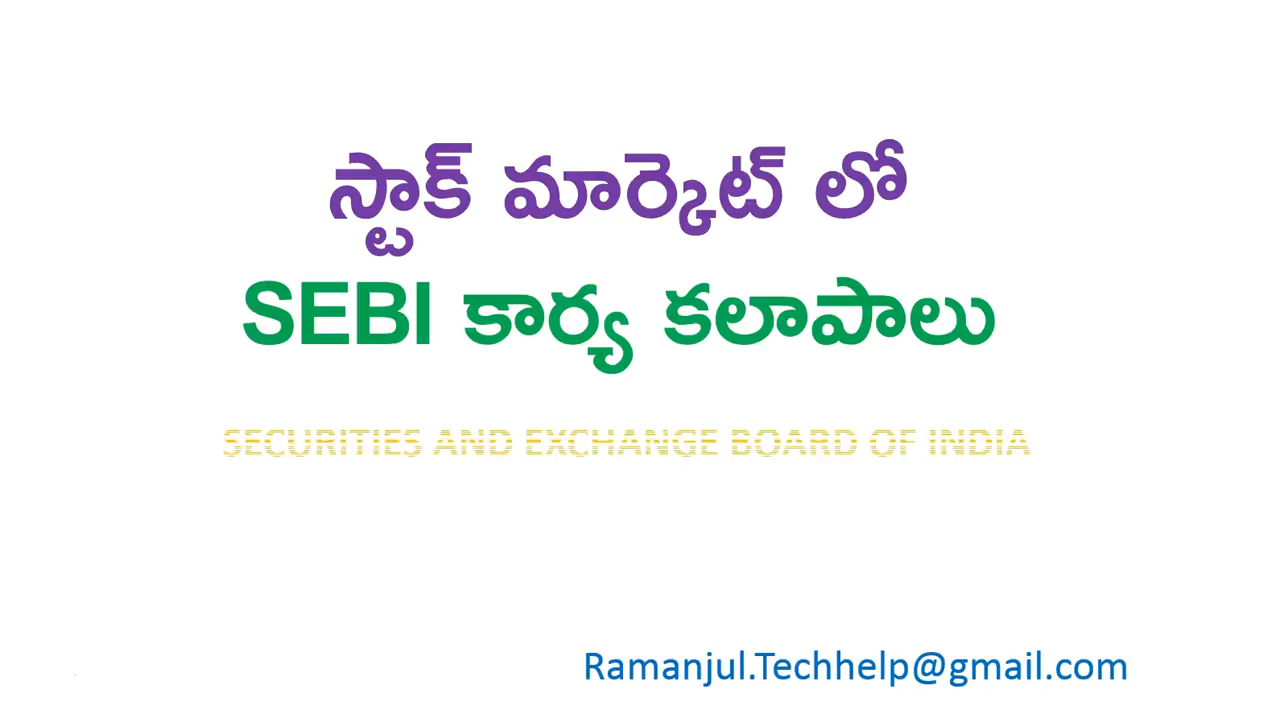 స్టాక్ మార్కెట్ లో
SEBI కార్య కలాపాలు
SECURITIES AND EXCHANGE BOARD OF INDIA
Ramanjul.Techhelp@gmail.com